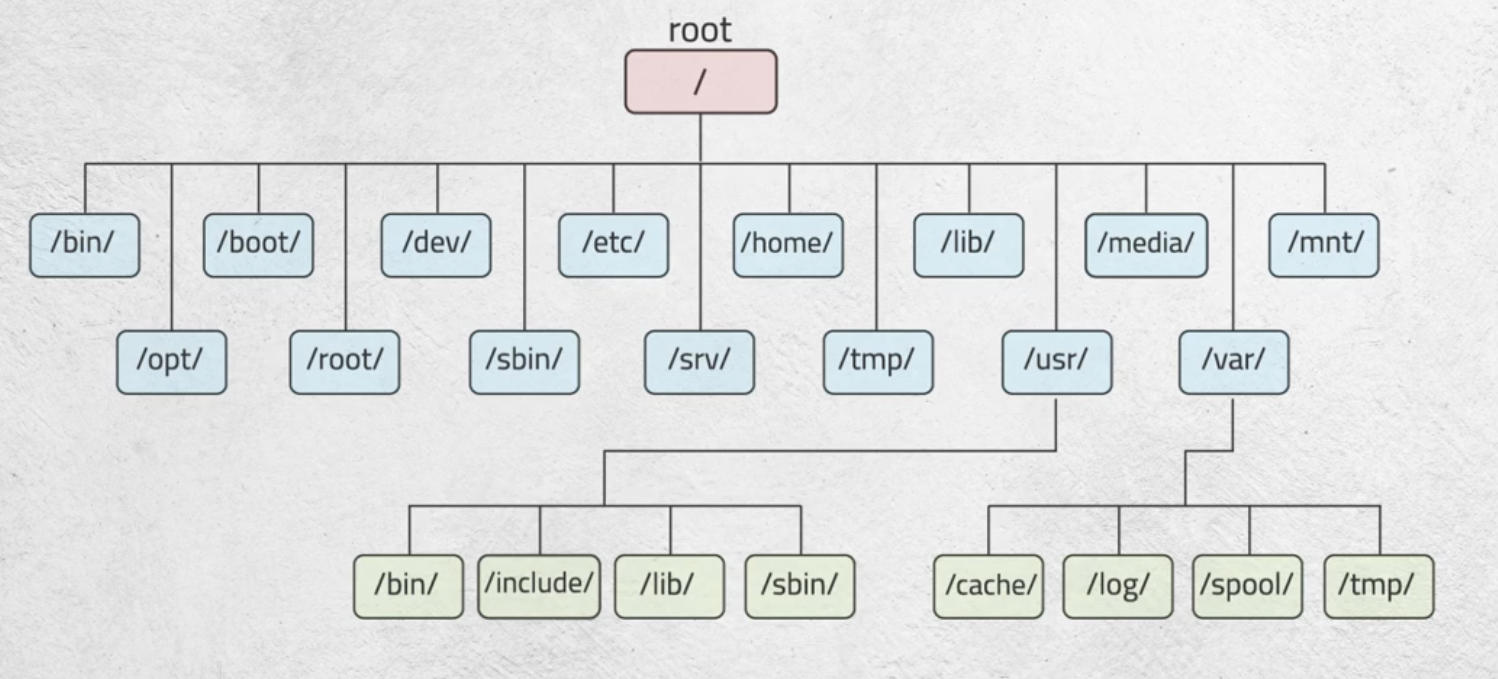 root
/
/bin/ /boot/ /dev/ /etc/ /home/ /lib/ /media/ /mnt/
/opt/ /root/ /sbin/ /srv/ /tmp/ /usr/ /var/
/bin/ /include/ /lib/ /sbin/ /cache/ /log/ /spool/ /tmp/